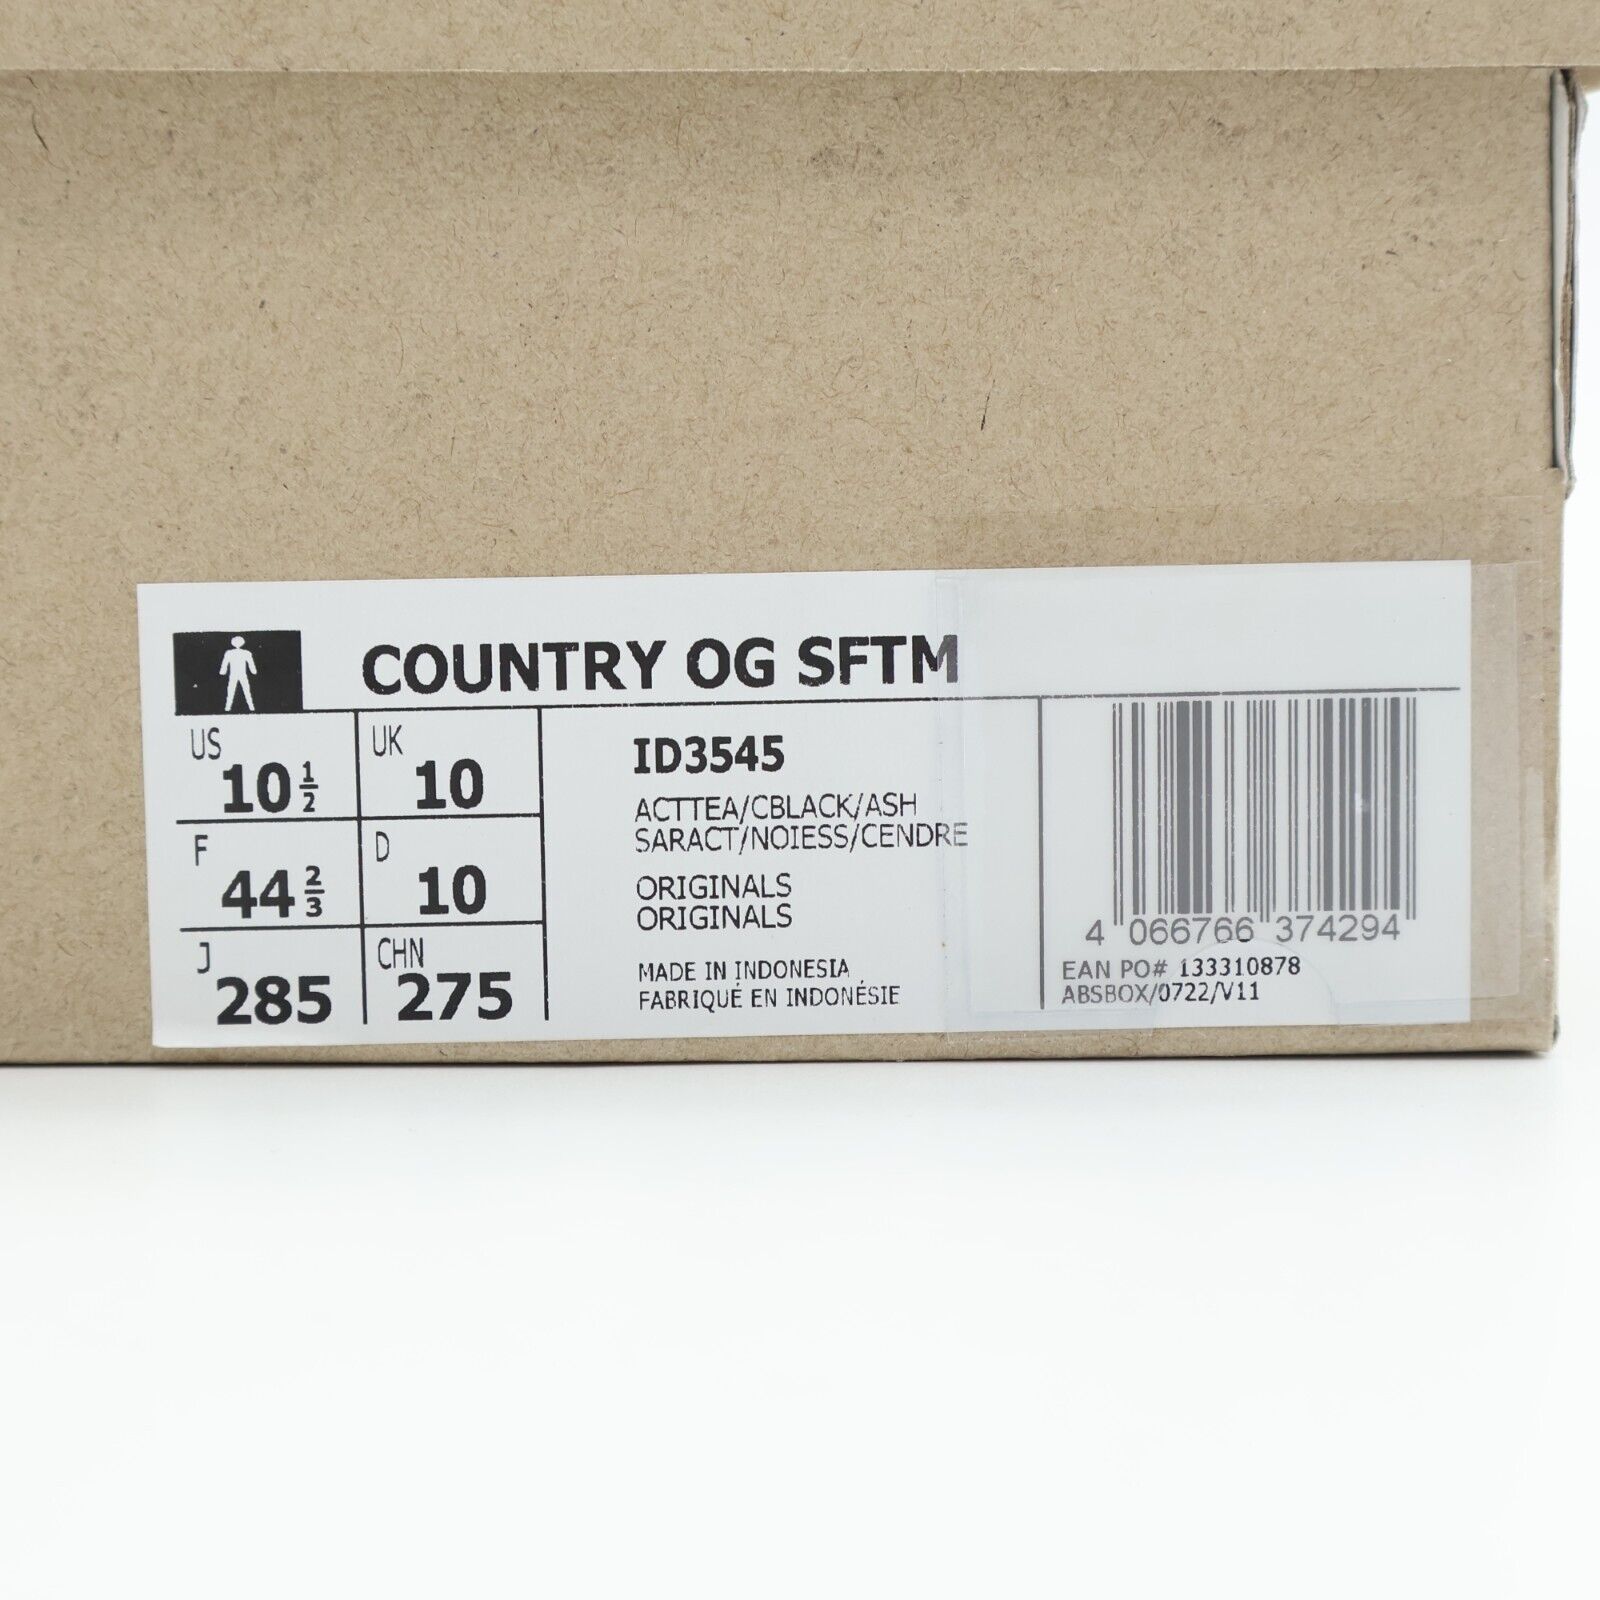 COUNTRY OG SFTM
US 10 1/2
UK 10
F 44 2/3
D 10
J 285
CHN 275
ID3545
ACTTEA/CBLACK/ASH
SARACT/NOIESS/CENDRE
ORIGINALS
ORIGINALS
MADE IN INDONESIA
FABRIQUÉ EN INDONÉSIE
4 066766 374294
EAN PO# 133310878
ABSBOX/0722/V11